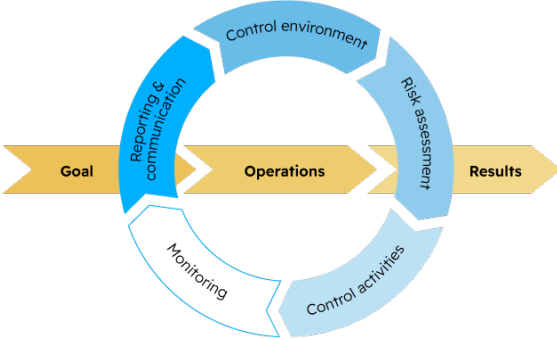 Control environment
Reporting &
communication
Risk assessment
Goal
Operations
Results
Monitoring
Control activities